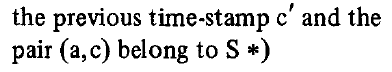 the previous time-stamp c′ and the
pair (a,c) belong to S *)